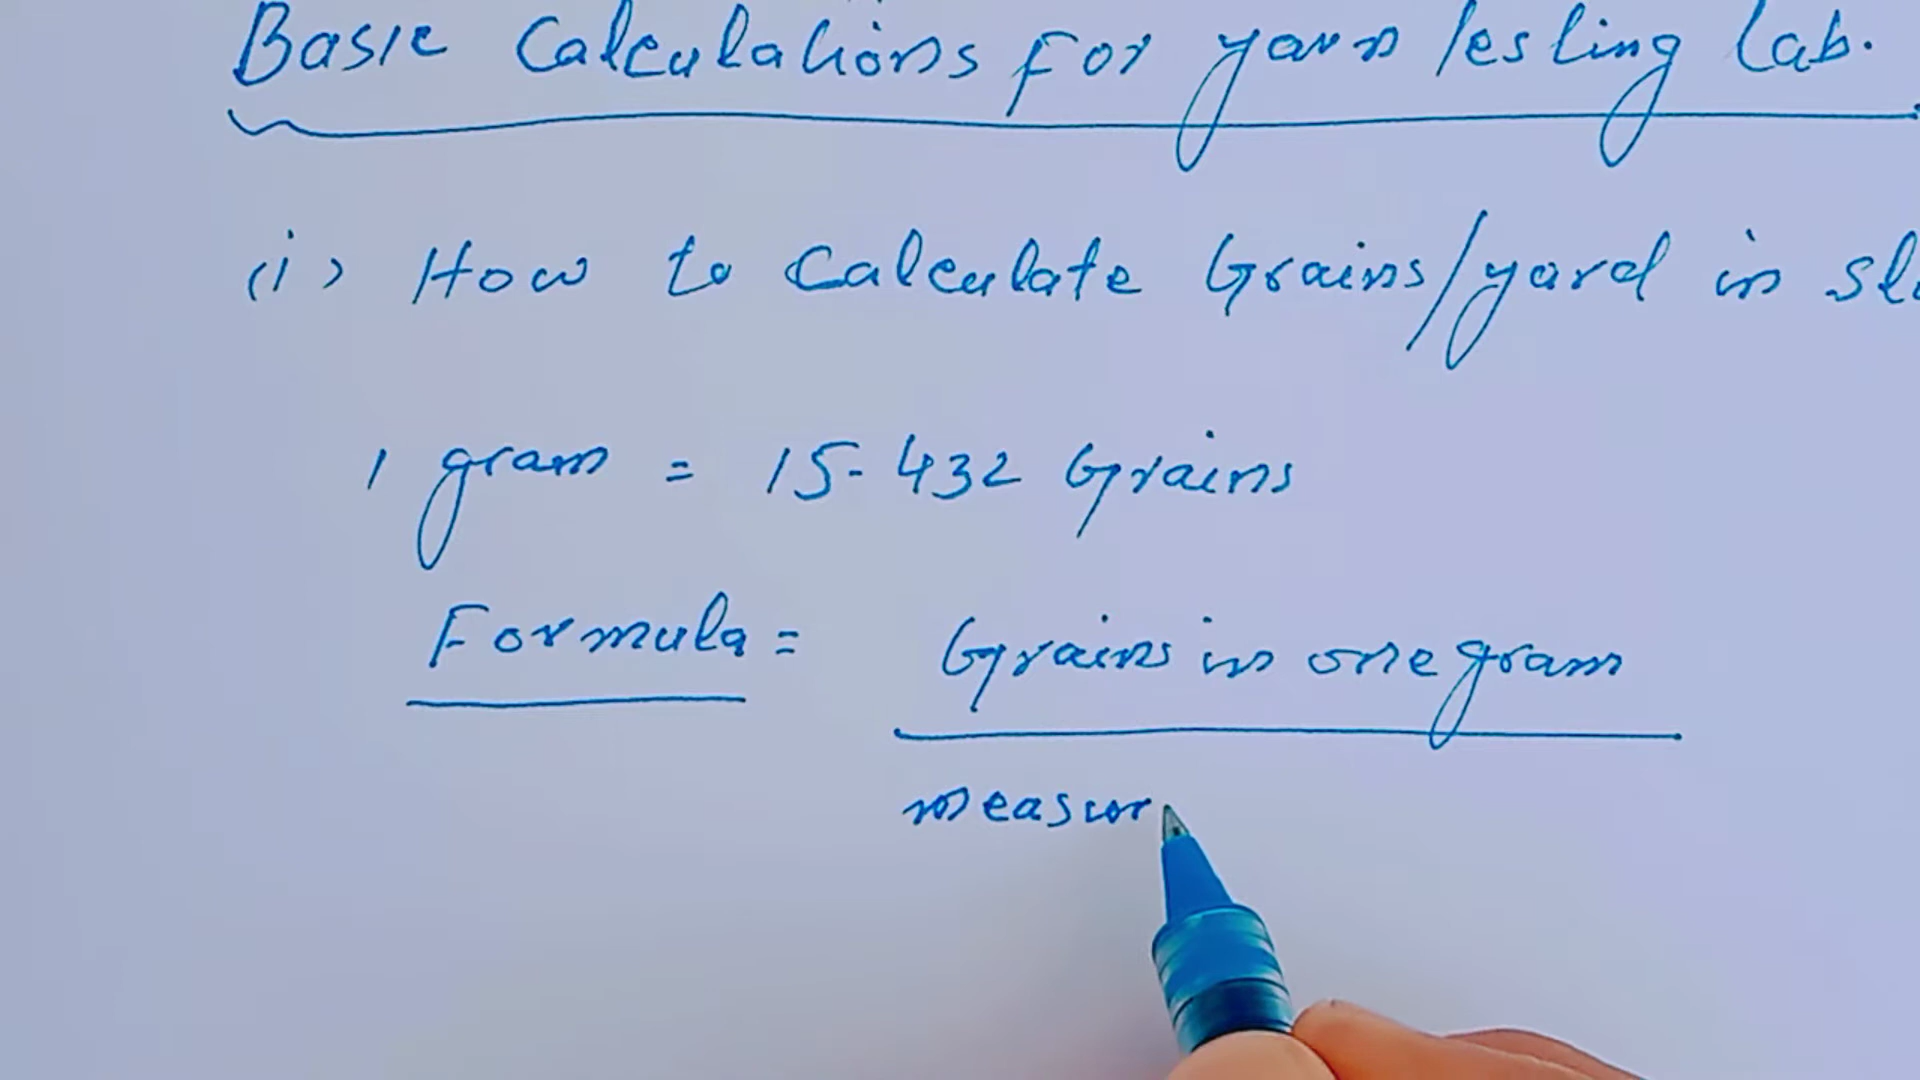 Basic Calculations For yarn testing Lab.
(i) How to Calculate Grains/yard in sl
1 gram = 15.432 Grains
Formula = Grains in one gram
measur